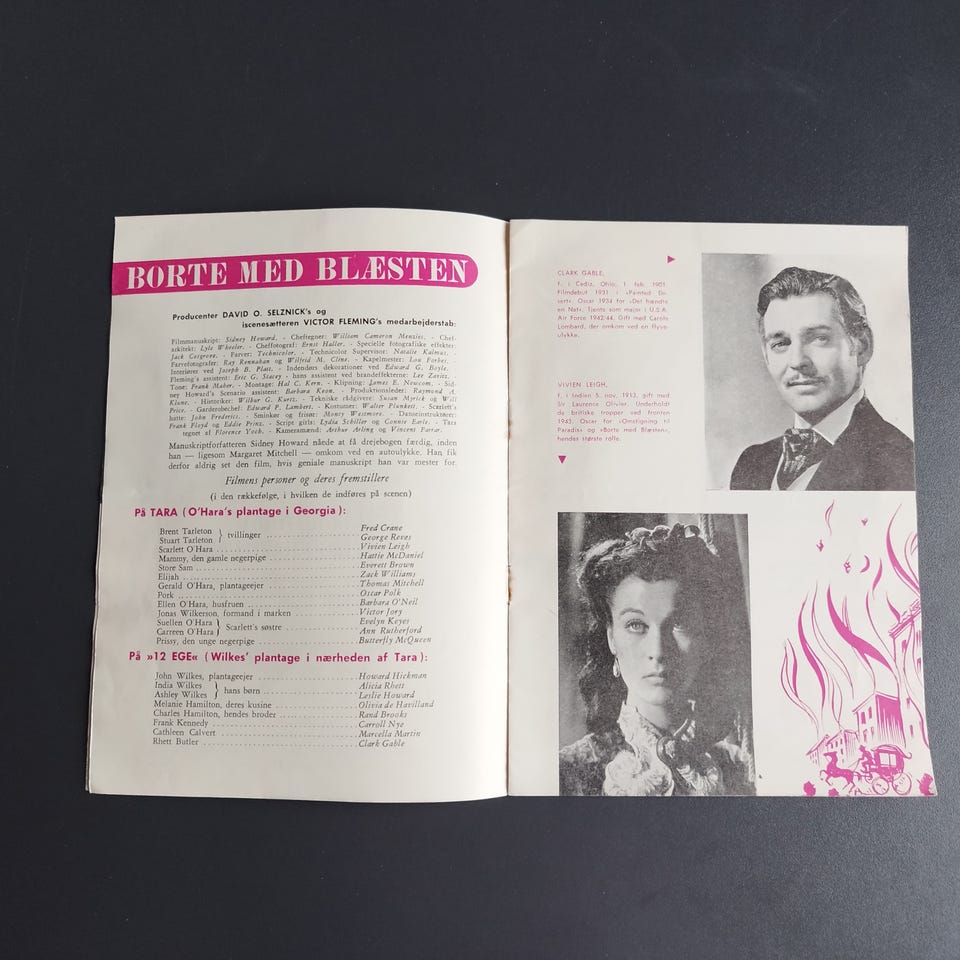 BORTE MED BLÆSTEN
Producenter DAVID O. SELZNICK's og
iscenesætteren VICTOR FLEMING's medarbejderstab:
Filmmanuskript: Sidney Howard. - Cheftegner: William Cameron Menzies. - Chef-
arkitekt: Lyle Wheeler. - Cheffotograf: Ernst Haller. - Specielle fotografiske effekter:
Jack Cosgrove. - Farver: Technicolor. - Technicolor Supervisor: Natalie Kalmus. -
Farvefotografer: Ray Rennahan og Wilfrid M. Cline. - Kapelmester: Lou Forbes. -
Interiører ved Joseph B. Platt. - Indendørs dekorationer ved Edward G. Boyle. -
Fleming's assistent: Eric G. Stacey - hans assistent ved brandeffekterne: Lee Zavitz. -
Tone: Frank Maher. - Montage: Hal C. Kern. - Klipning: James E. Newcom. - Sid-
ney Howard's Scenario assistent: Barbara Keon. - Produktionsleder: Raymond A.
Klune. - Historiker: Wilbur G. Kurtz. - Tekniske rådgivere: Susan Myrick og Will
Price. - Garderobechef: Edward P. Lambert. - Kostumer: Walter Plunkett. - Scarlett's
hatte: John Frederics. - Sminkør og frisør: Monty Westmore. - Danseinstruktører:
Frank Floyd og Eddie Prinz. - Script girls: Lydia Schiller og Connie Earle. - Tara
tegnet af Florence Yoch. - Kameramænd: Arthur Arling og Vincent Farrar.
Manuskriptforfatteren Sidney Howard nåede at få drejebogen færdig, inden
han — ligesom Margaret Mitchell — omkom ved en autoulykke. Han fik
derfor aldrig set den film, hvis geniale manuskript han var mester for.
Filmens personer og deres fremstillere
(i den rækkefølge, i hvilken de indføres på scenen)
På TARA (O'Hara's plantage i Georgia):
Brent Tarleton } tvillinger Fred Crane
Stuart Tarleton } George Reves
Scarlett O'Hara Vivien Leigh
Mammy, den gamle negerpige Hattie McDaniel
Store Sam Everett Brown
Elijah Zack Williams
Gerald O'Hara, plantageejer Thomas Mitchell
Pork Oscar Polk
Ellen O'Hara, husfruen Barbara O'Neil
Jonas Wilkerson, formand i marken Victor Jory
Suellen O'Hara } Scarlett's søstre Evelyn Keyes
Carreen O'Hara } Ann Rutherford
Prissy, den unge negerpige Butterfly McQueen
På »12 EGE« (Wilkes' plantage i nærheden af Tara):
John Wilkes, plantageejer Howard Hickman
India Wilkes } hans børn Alicia Rhett
Ashley Wilkes } Leslie Howard
Melanie Hamilton, deres kusine Olivia de Havilland
Charles Hamilton, hendes broder Rand Brooks
Frank Kennedy Carroll Nye
Cathleen Calvert Marcella Martin
Rhett Butler Clark Gable
CLARK GABLE,
f. i Cadiz, Ohio, 1. feb. 1901.
Filmdebut 1931 i »Painted De-
sert«. Oscar 1934 for »Det hændte
en Nat«. Tjente som major i U.S.A.
Air Force 1942/44. Gift med Carole
Lombard, der omkom ved en flyve-
ulykke.
VIVIEN LEIGH,
f. i Indien 5. nov. 1913, gift med
Sir Laurence Olivier. Underholdt
de britiske tropper ved fronten
1943. Oscar for »Omstigning til
Paradis« og »Borte med Blæsten«,
hendes største rolle.